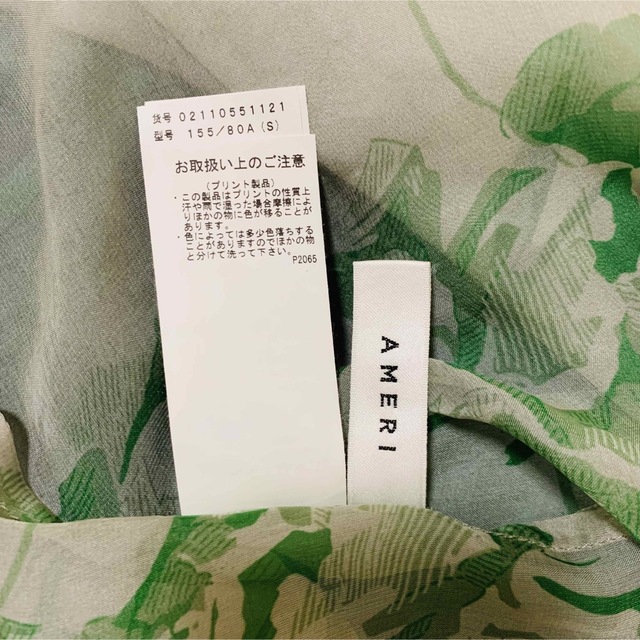 货号 02110551121
型号 155/80A(S)
お取扱い上のご注意
(プリント製品)
・この製品はプリントの性質上
汗や雨で湿った場合摩擦によ
りほかの物に色が移ることが
あります。
・色によっては多少色落ちする
ことがありますのでほかの物
と分けて洗って下さい。
P2065
AMERI